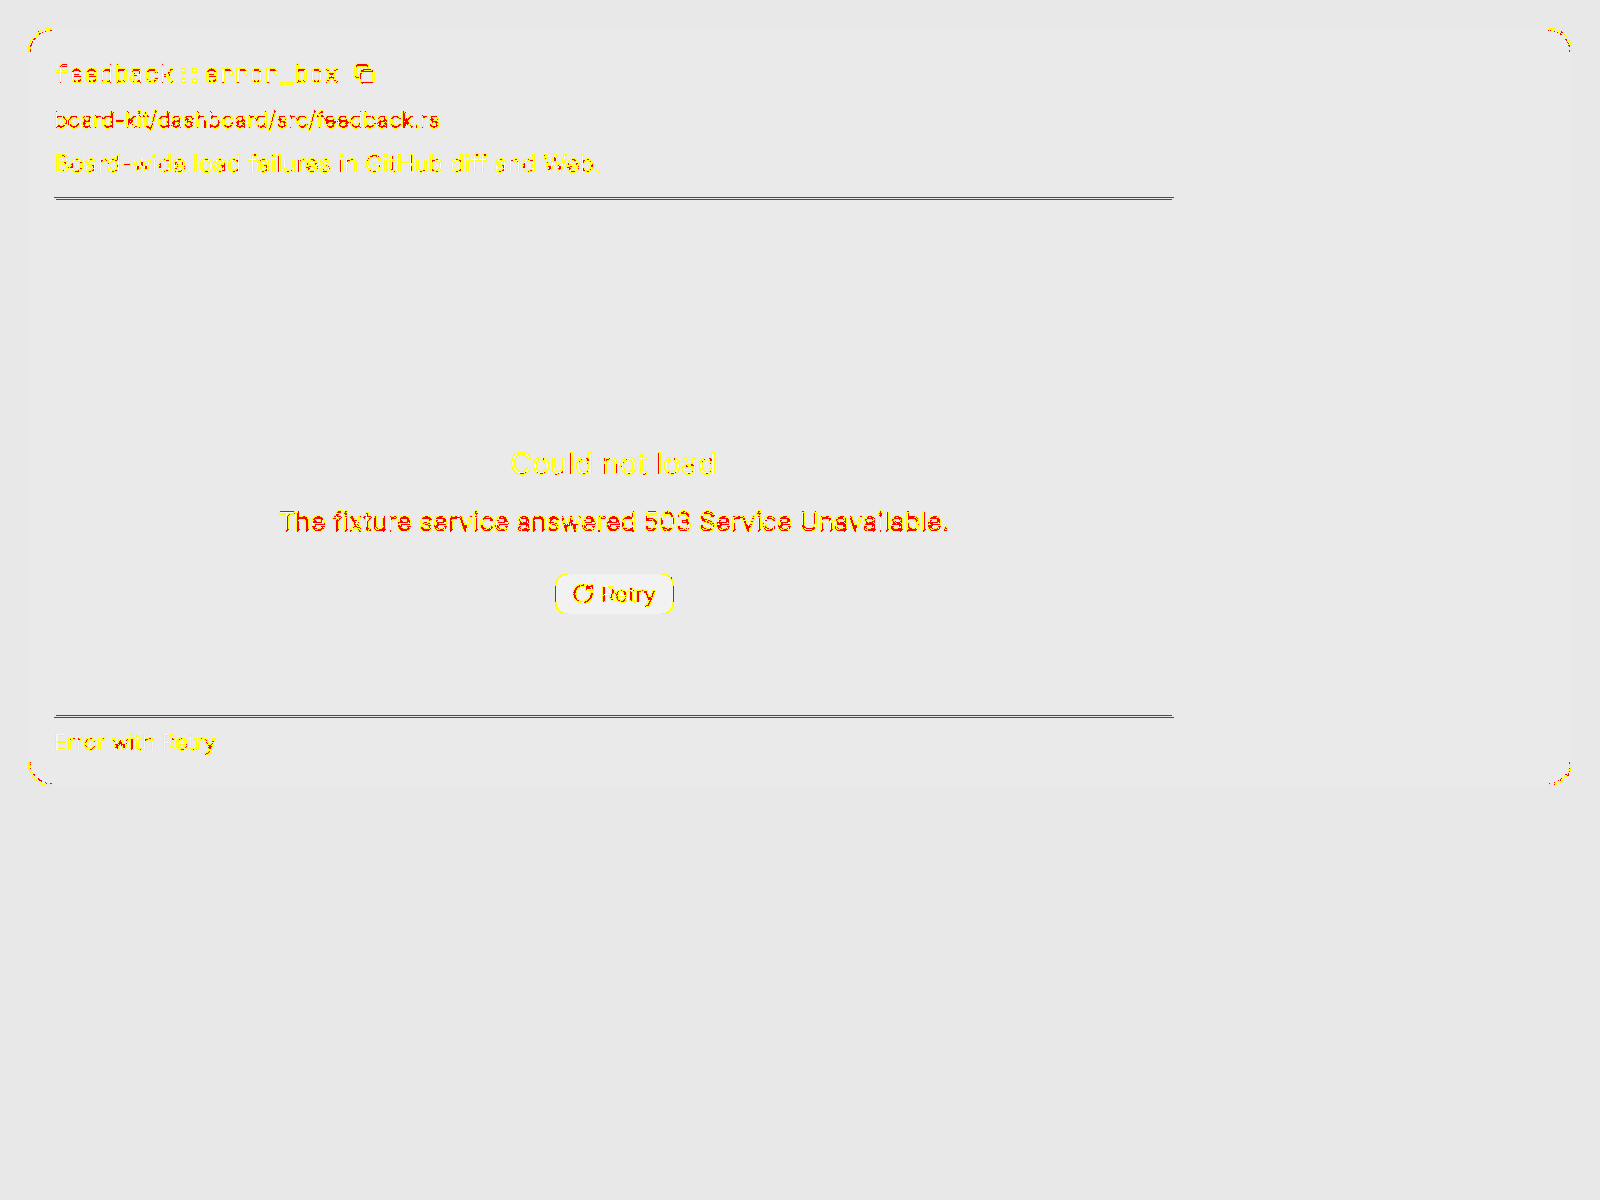 feedback::error_box
board-kit/dashboard/src/feedback.rs
Board-wide load failures in GitHub diff and Web.
Could not load
The fixture service answered 503 Service Unavailable.
Retry
Error with Retry